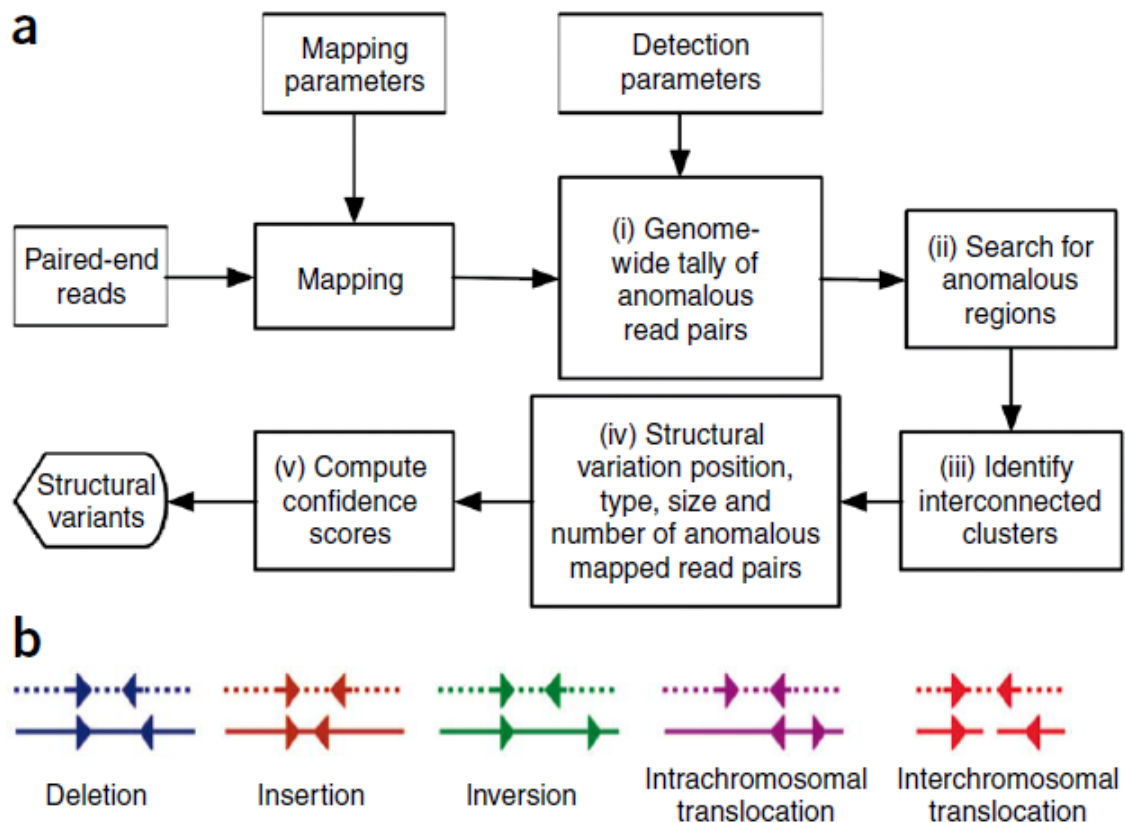 a
Mapping
parameters
Detection
parameters
Paired-end
reads
Mapping
(i) Genome-
wide tally of
anomalous
read pairs
(ii) Search for
anomalous
regions
(iii) Identify
interconnected
clusters
(iv) Structural
variation position,
type, size and
number of anomalous
mapped read pairs
(v) Compute
confidence
scores
Structural
variants
b
Deletion
Insertion
Inversion
Intrachromosomal
translocation
Interchromosomal
translocation